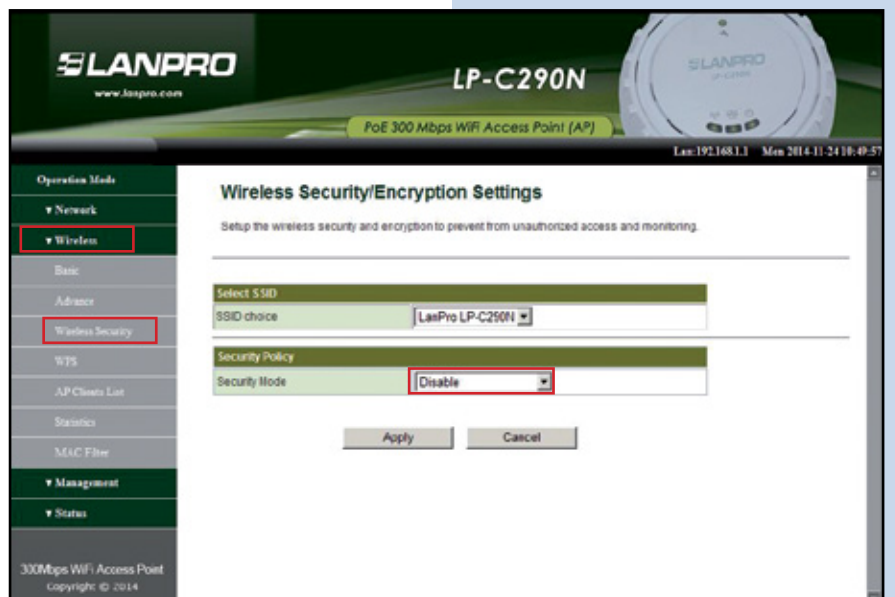 LANPRO
www.lanpro.com
LP-C290N
PoE 300 Mbps WiFi Access Point (AP)
LANPRO
LP-C290N
Lan:192.168.1.1 Mon 2014-11-24 10:49:57
Operation Mode
▾ Network
▾ Wireless
Basic
Advance
Wireless Security
WPS
AP Clients List
Statistics
MAC Filter
▾ Management
▾ Status
300Mbps WiFi Access Point
Copyright © 2014
Wireless Security/Encryption Settings
Setup the wireless security and encryption to prevent from unauthorized access and monitoring.
Select SSID
SSID choice LanPro LP-C290N
Security Policy
Security Mode Disable
Apply Cancel